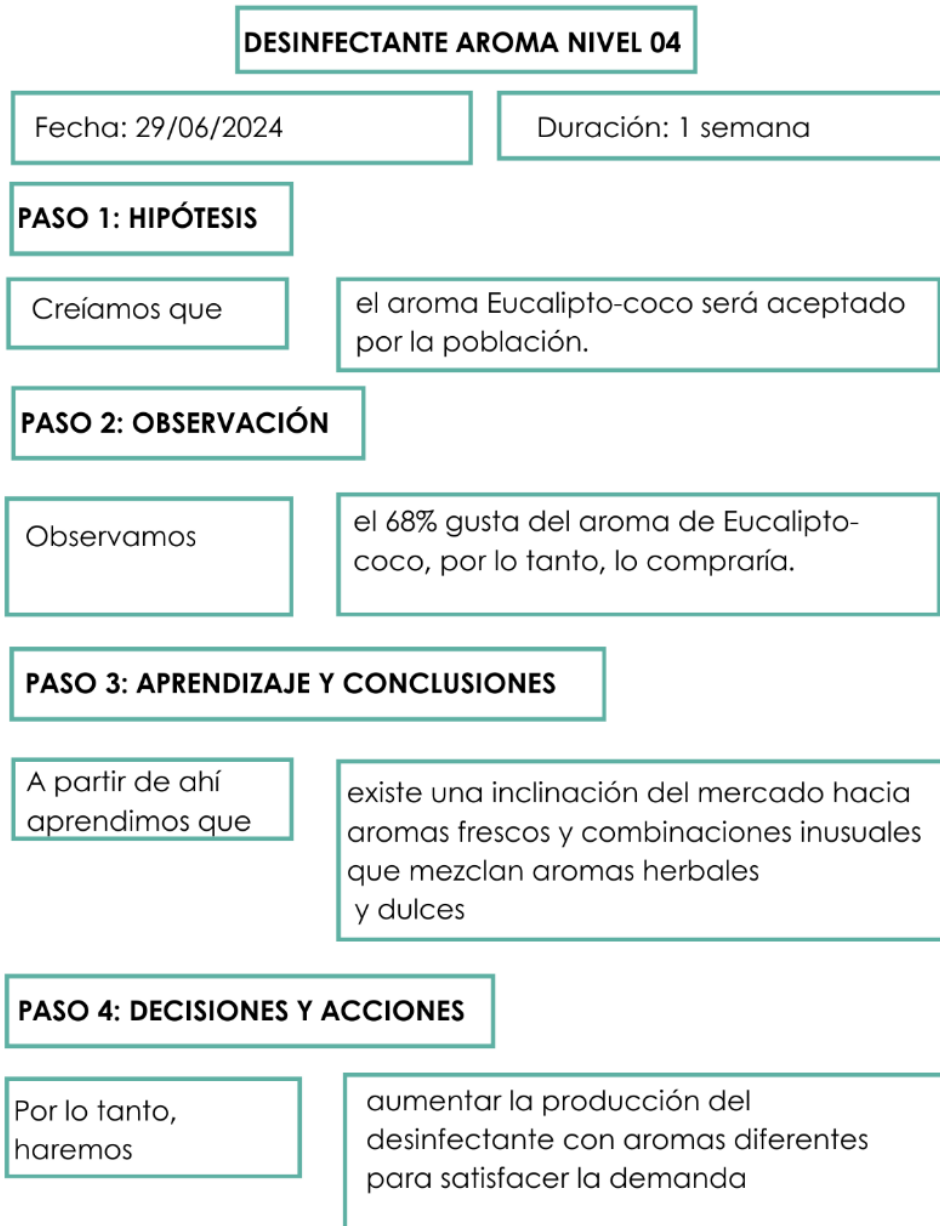 DESINFECTANTE AROMA NIVEL 04
Fecha: 29/06/2024
Duración: 1 semana
PASO 1: HIPÓTESIS
Creíamos que
el aroma Eucalipto-coco será aceptado
por la población.
PASO 2: OBSERVACIÓN
Observamos
el 68% gusta del aroma de Eucalipto-
coco, por lo tanto, lo compraría.
PASO 3: APRENDIZAJE Y CONCLUSIONES
A partir de ahí
aprendimos que
existe una inclinación del mercado hacia
aromas frescos y combinaciones inusuales
que mezclan aromas herbales
y dulces
PASO 4: DECISIONES Y ACCIONES
Por lo tanto,
haremos
aumentar la producción del
desinfectante con aromas diferentes
para satisfacer la demanda